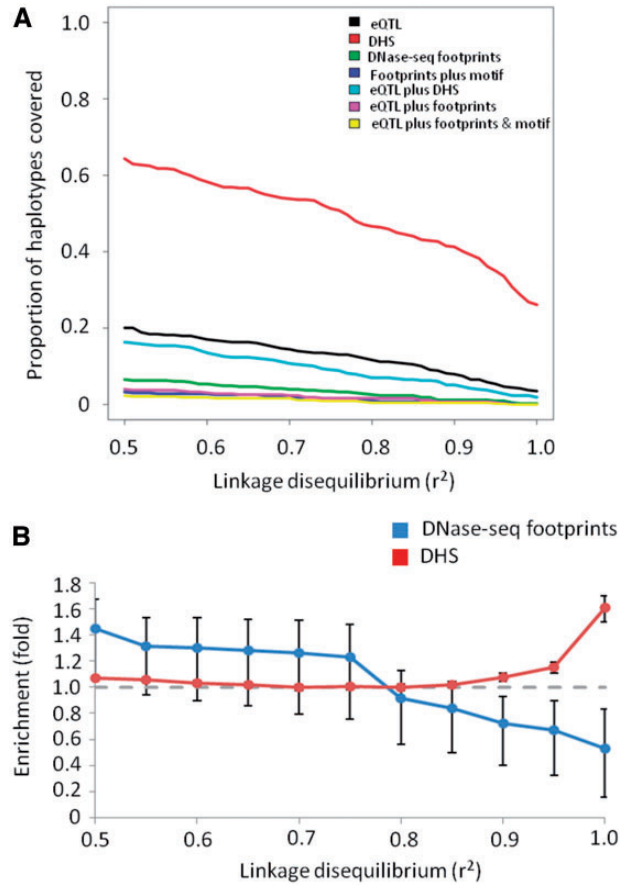 A
eQTL
DHS
DNase-seq footprints
Footprints plus motif
eQTL plus DHS
eQTL plus footprints
eQTL plus footprints & motif
Proportion of haplotypes covered
1.0
0.8
0.6
0.4
0.2
0
0.5 0.6 0.7 0.8 0.9 1.0
Linkage disequilibrium (r²)
B
DNase-seq footprints
DHS
Enrichment (fold)
1.8
1.6
1.4
1.2
1.0
0.8
0.6
0.4
0.2
0
0.5 0.6 0.7 0.8 0.9 1.0
Linkage disequilibrium (r²)